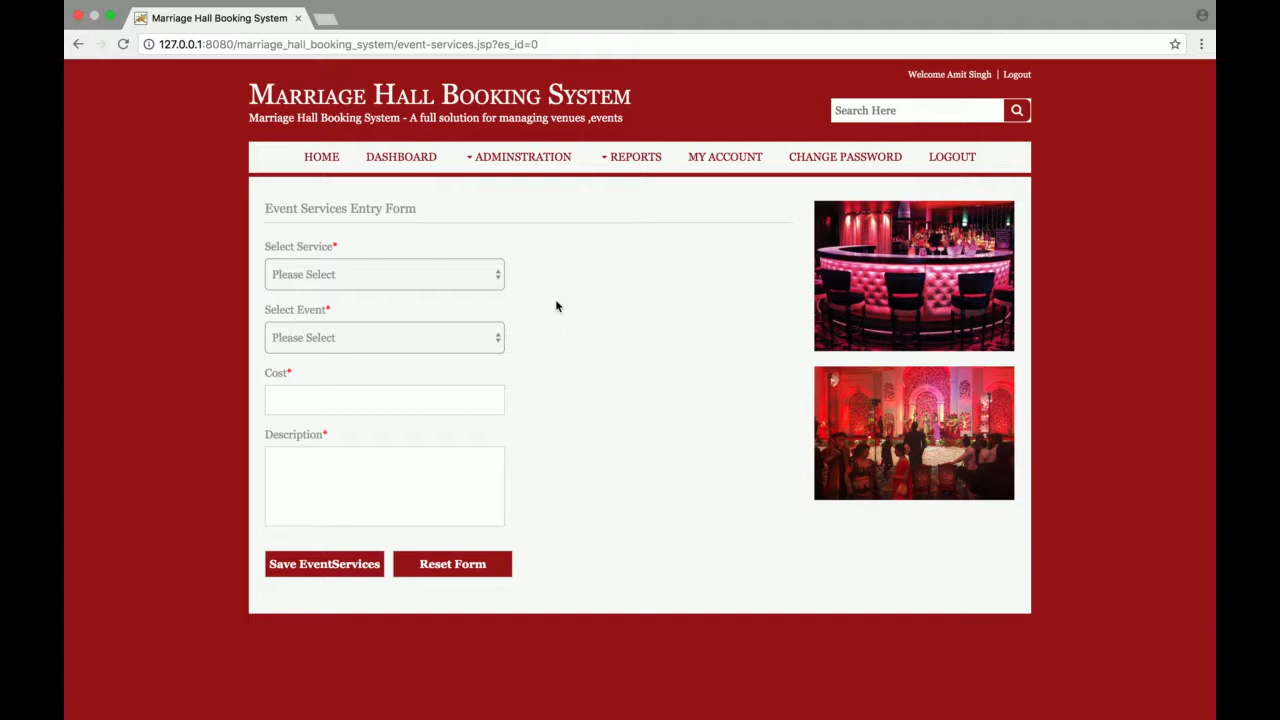 Marriage Hall Booking System
127.0.0.1:8080/marriage_hall_booking_system/event-services.jsp?es_id=0
Welcome Amit Singh | Logout
Marriage Hall Booking System
Marriage Hall Booking System - A full solution for managing venues ,events
Search Here
HOME DASHBOARD ADMINSTRATION REPORTS MY ACCOUNT CHANGE PASSWORD LOGOUT
Event Services Entry Form
Select Service*
Please Select
Select Event*
Please Select
Cost*
Description*
Save EventServices Reset Form